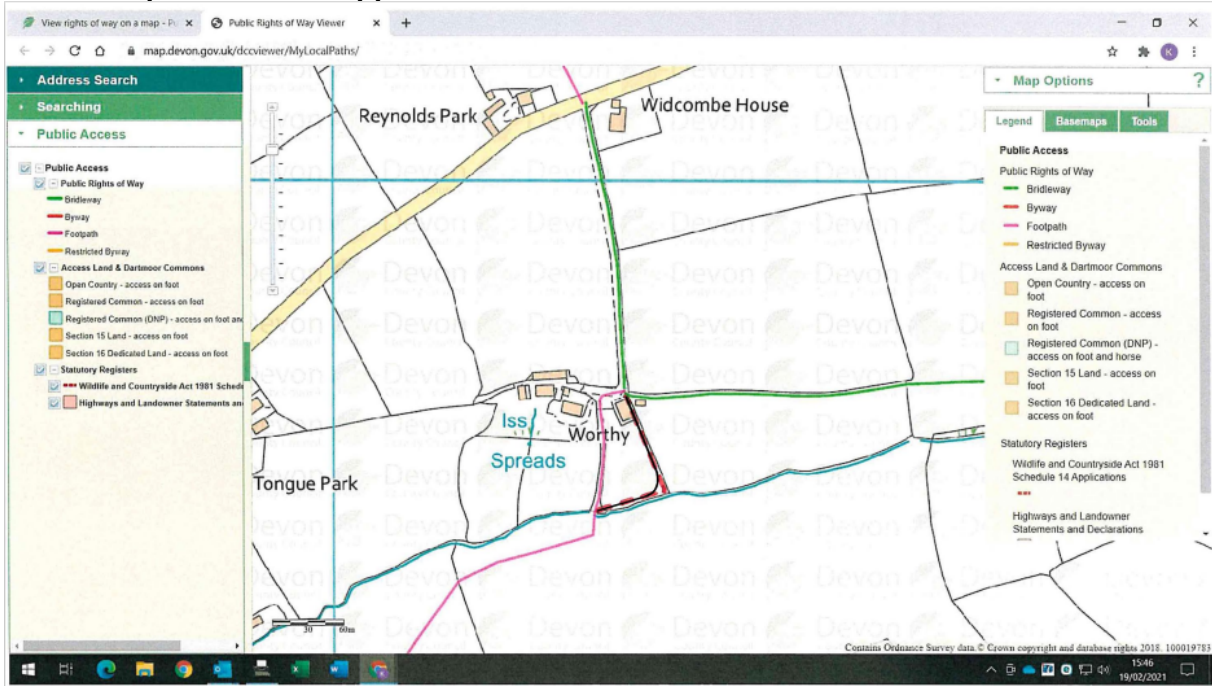 View rights of way on a map - P
Public Rights of Way Viewer
map.devon.gov.uk/dccviewer/MyLocalPaths/
K
Address Search
Searching
Public Access
Public Access
Public Rights of Way
Bridleway
Byway
Footpath
Restricted Byway
Access Land & Dartmoor Commons
Open Country - access on foot
Registered Common - access on foot
Registered Common (DNP) - access on foot an
Section 15 Land - access on foot
Section 16 Dedicated Land - access on foot
Statutory Registers
Wildlife and Countryside Act 1981 Sched
Highways and Landowner Statements an
Reynolds Park
Widcombe House
Iss
Worthy
Spreads
Tongue Park
Devon
30 60m
Map Options
?
Legend Basemaps Tools
Public Access
Public Rights of Way
Bridleway
Byway
Footpath
Restricted Byway
Access Land & Dartmoor Commons
Open Country - access on
foot
Registered Common - access
on foot
Registered Common (DNP) -
access on foot and horse
Section 15 Land - access on
foot
Section 16 Dedicated Land -
access on foot
Statutory Registers
Wildlife and Countryside Act 1981
Schedule 14 Applications
Highways and Landowner
Statements and Declarations
Contains Ordnance Survey data.© Crown copyright and database rights 2018. 100019783
15:46
19/02/2021